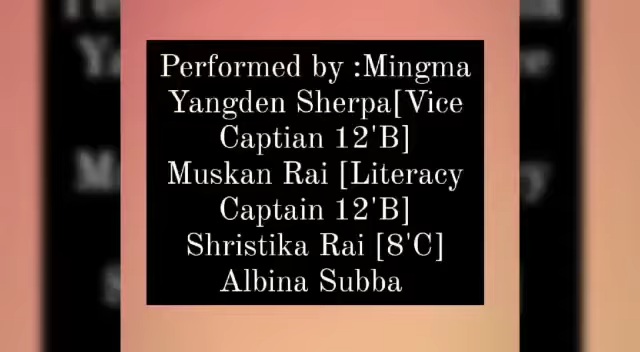 Performed by :Mingma
Yangden Sherpa[Vice
Captian 12'B]
Muskan Rai [Literacy
Captain 12'B]
Shristika Rai [8'C]
Albina Subba